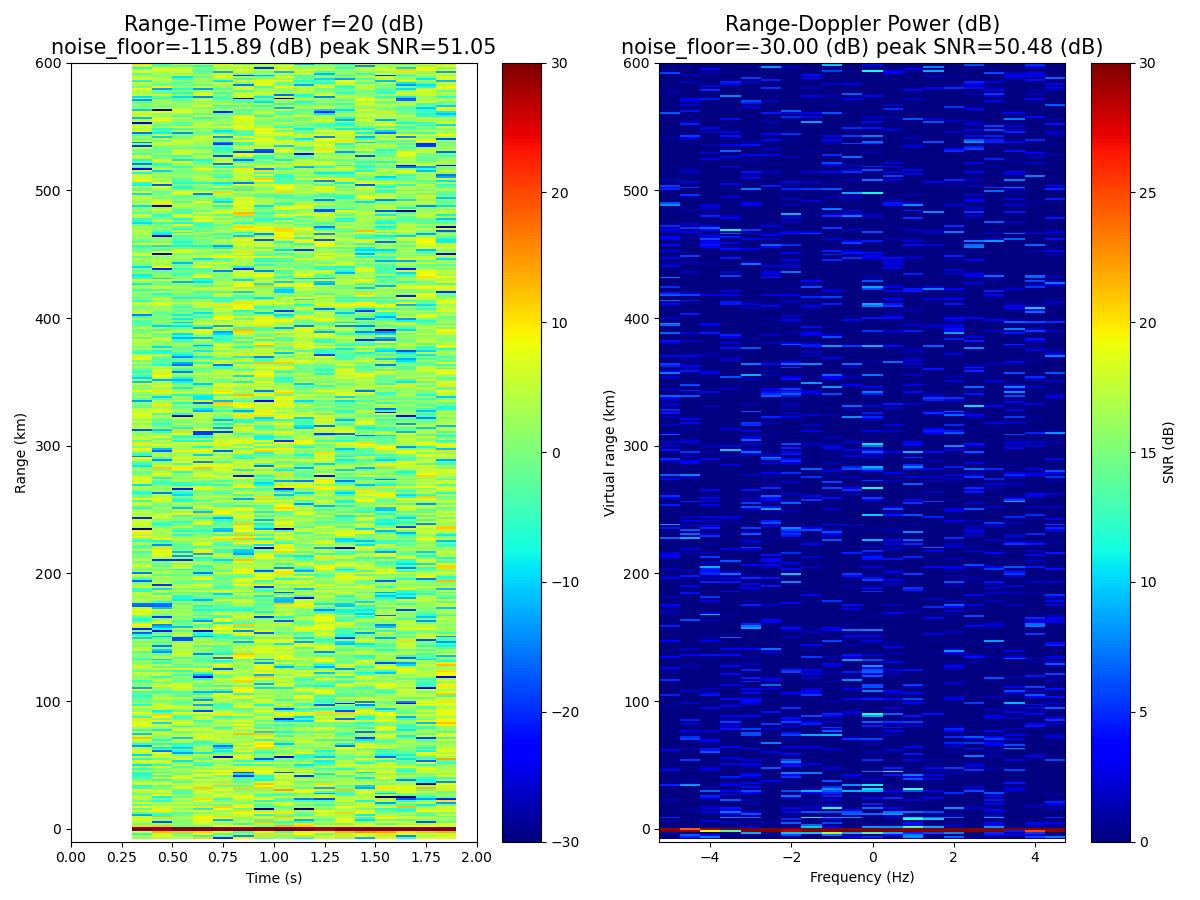 Range-Time Power f=20 (dB)
noise_floor=-115.89 (dB) peak SNR=51.05
Range-Doppler Power (dB)
noise_floor=-30.00 (dB) peak SNR=50.48 (dB)
Range (km)
600
500
400
300
200
100
0
0.00 0.25 0.50 0.75 1.00 1.25 1.50 1.75 2.00
Time (s)
30
20
10
0
−10
−20
−30
Virtual range (km)
600
500
400
300
200
100
0
−4 −2 0 2 4
Frequency (Hz)
30
25
20
15
10
5
0
SNR (dB)